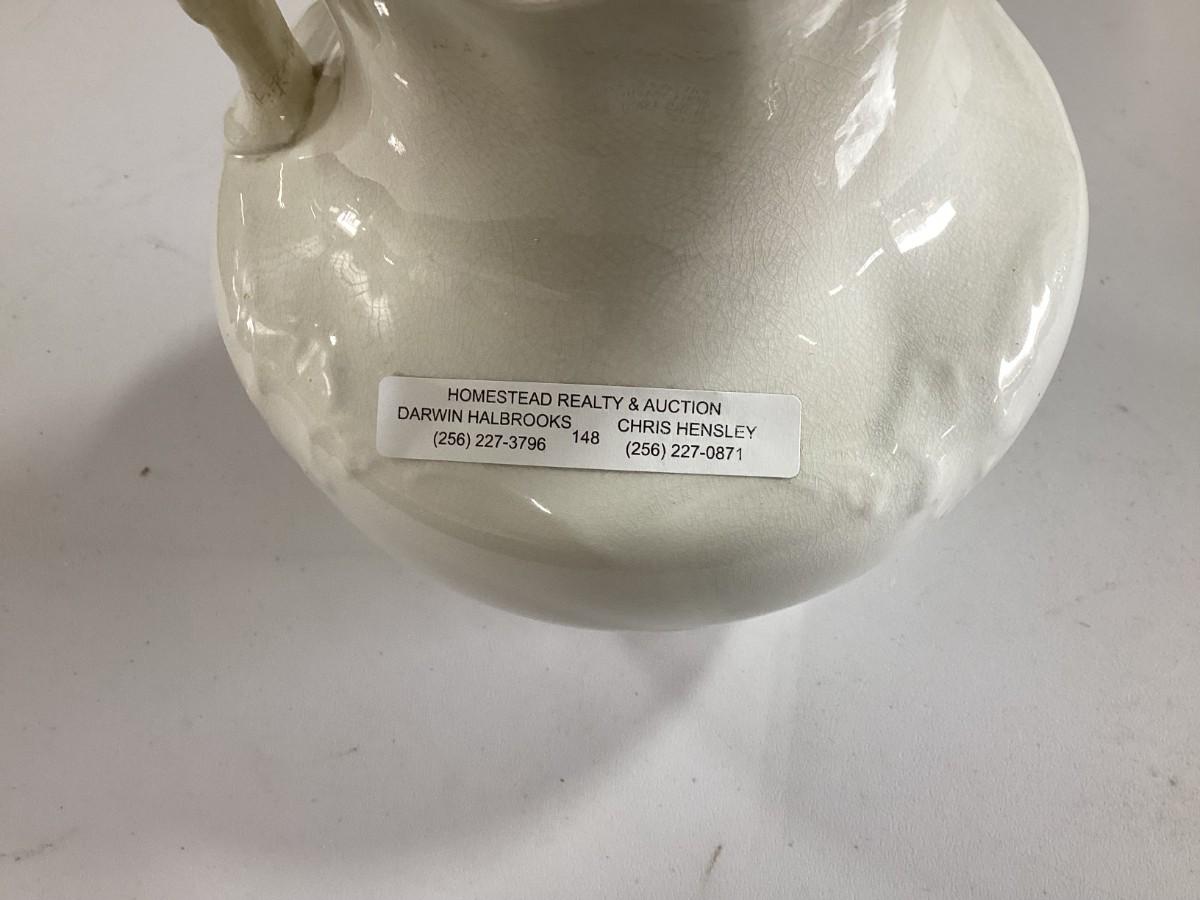 HOMESTEAD REALTY & AUCTION
DARWIN HALBROOKS 148 CHRIS HENSLEY
(256) 227-3796 (256) 227-0871